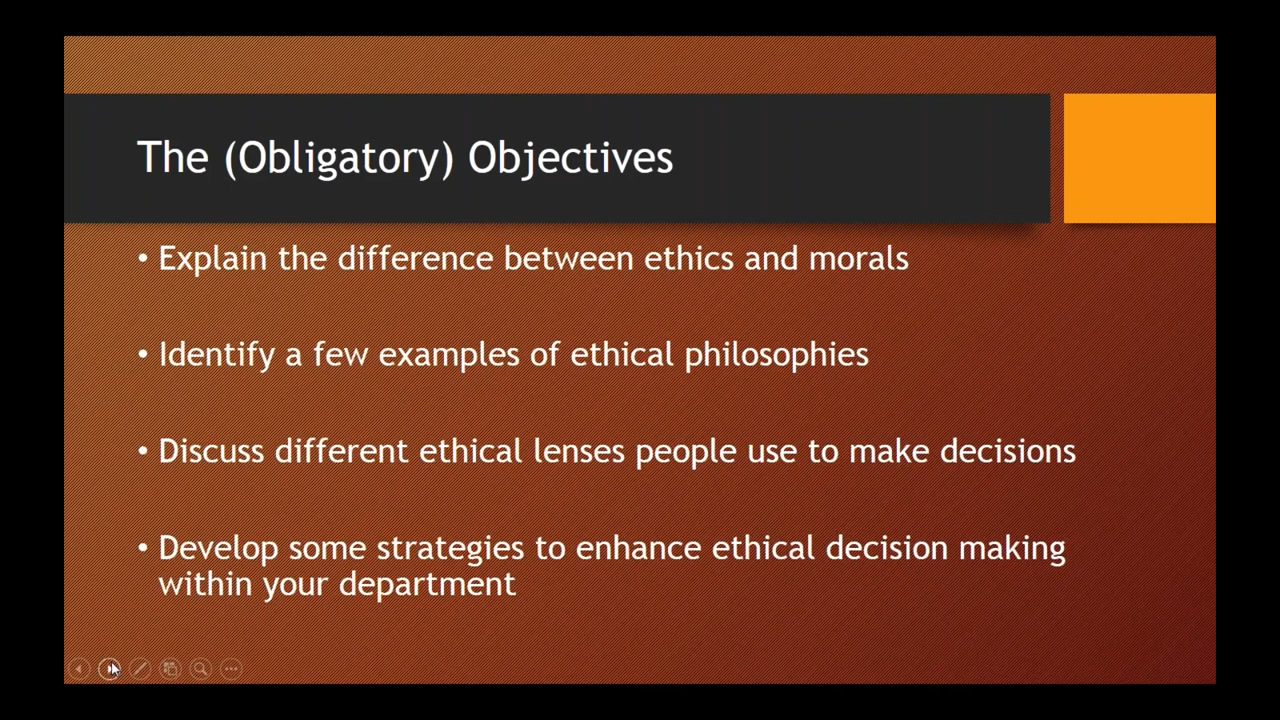 The (Obligatory) Objectives
• Explain the difference between ethics and morals
• Identify a few examples of ethical philosophies
• Discuss different ethical lenses people use to make decisions
• Develop some strategies to enhance ethical decision making
within your department